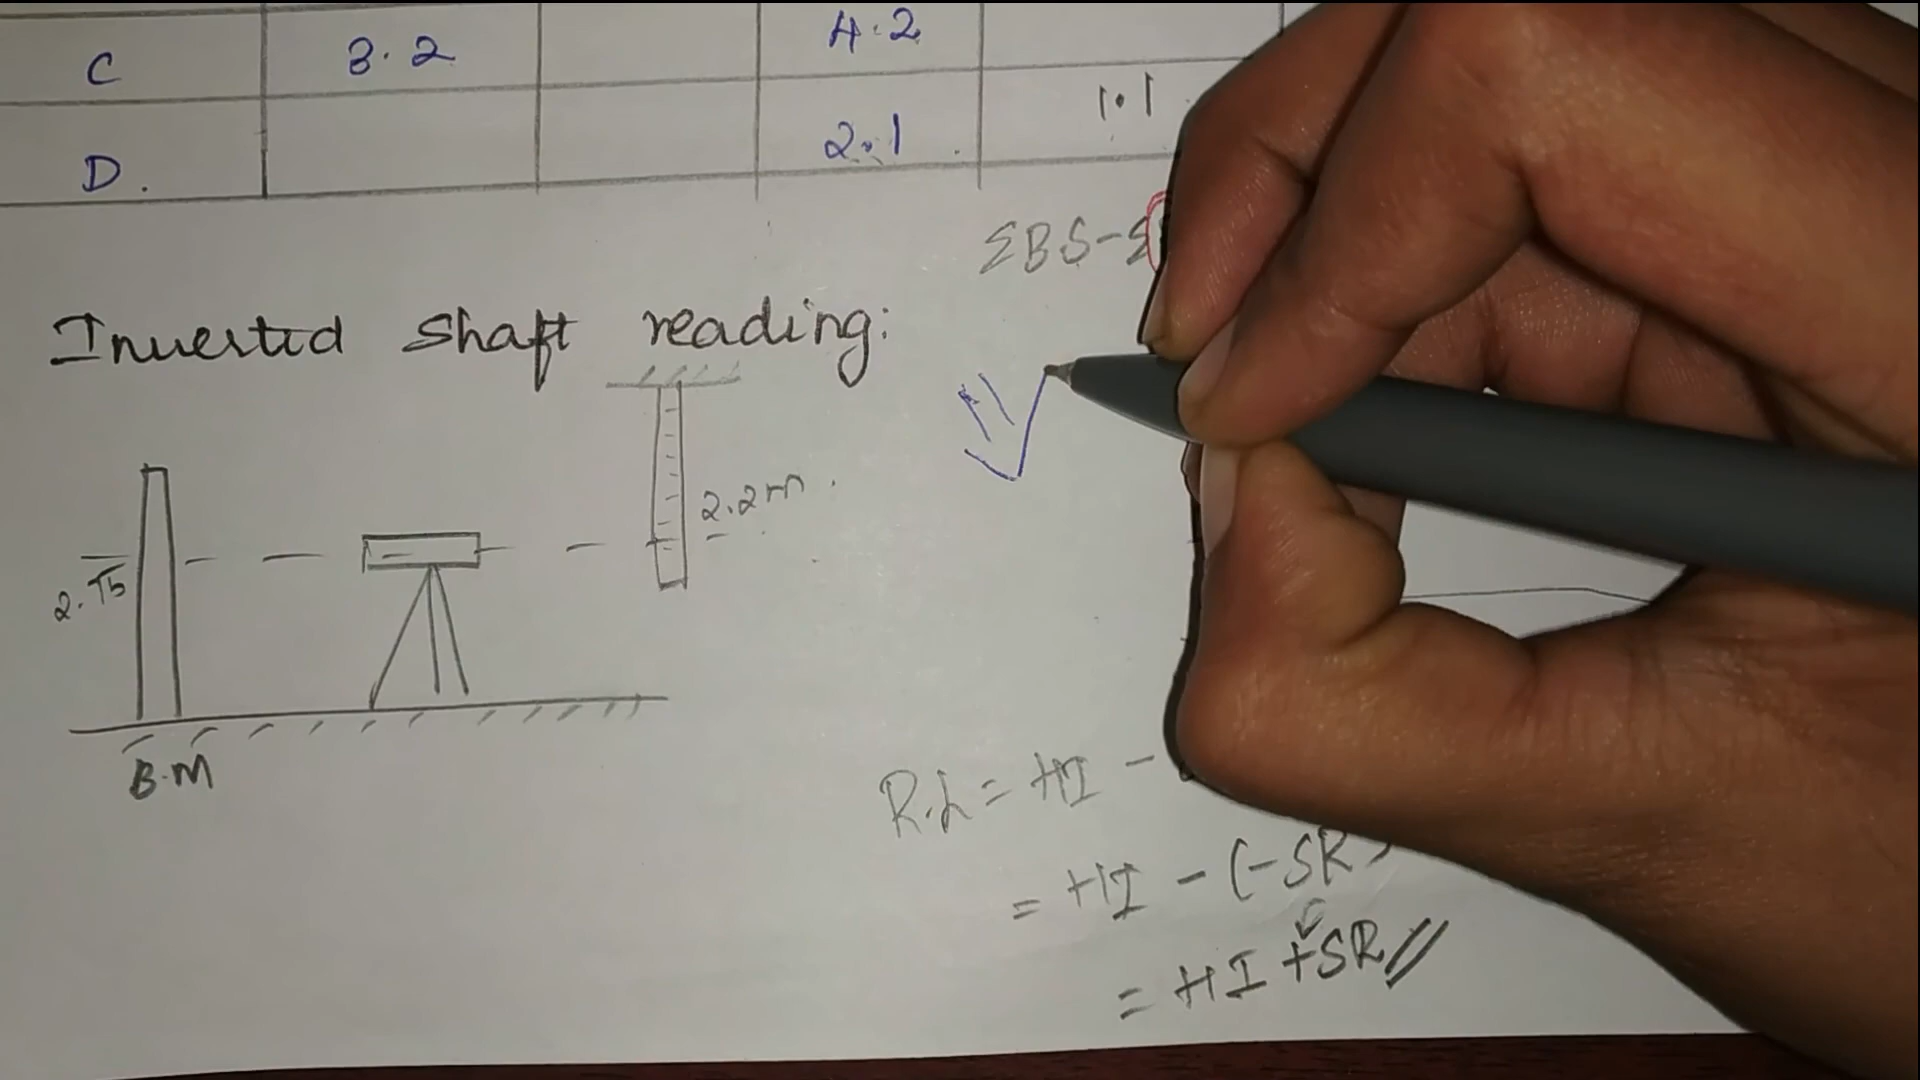 C 3.2 4.2
D. 2.1 1.1
ΣBS-Σ
Inverted Shaft reading:
2.2m.
2.75
B.M
R.L = HI -
= HI - (-SR)
= HI + SR